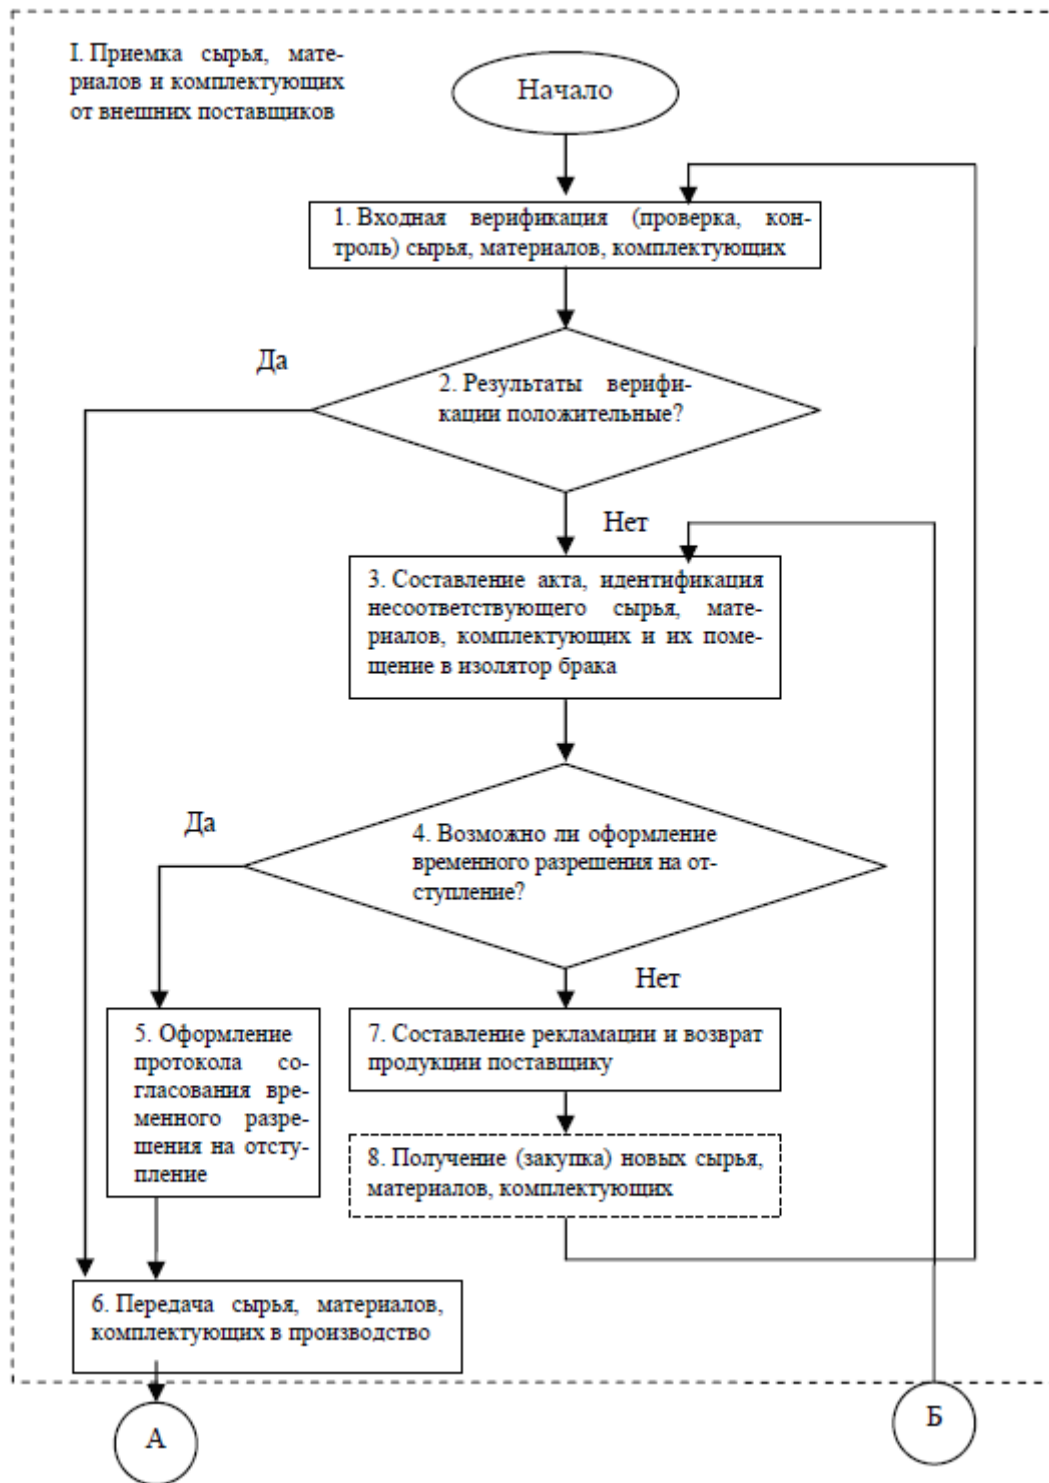 I. Приемка сырья, мате-
риалов и комплектующих
от внешних поставщиков
Начало
1. Входная верификация (проверка, кон-
троль) сырья, материалов, комплектующих
Да
2. Результаты верифи-
кации положительные?
Нет
3. Составление акта, идентификация
несоответствующего сырья, мате-
риалов, комплектующих и их поме-
щение в изолятор брака
Да
4. Возможно ли оформление
временного разрешения на от-
ступление?
Нет
5. Оформление
протокола со-
гласования вре-
менного разре-
шения на отсту-
пление
7. Составление рекламации и возврат
продукции поставщику
8. Получение (закупка) новых сырья,
материалов, комплектующих
6. Передача сырья, материалов,
комплектующих в производство
А
Б